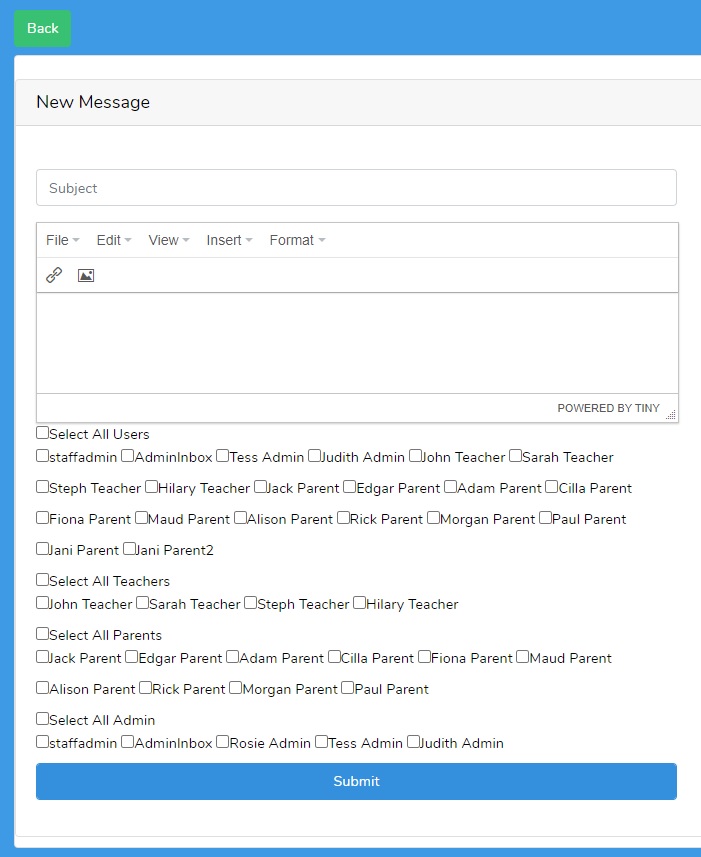 Back
New Message
Subject
File Edit View Insert Format
POWERED BY TINY
Select All Users
staffadmin AdminInbox Tess Admin Judith Admin John Teacher Sarah Teacher
Steph Teacher Hilary Teacher Jack Parent Edgar Parent Adam Parent Cilla Parent
Fiona Parent Maud Parent Alison Parent Rick Parent Morgan Parent Paul Parent
Jani Parent Jani Parent2
Select All Teachers
John Teacher Sarah Teacher Steph Teacher Hilary Teacher
Select All Parents
Jack Parent Edgar Parent Adam Parent Cilla Parent Fiona Parent Maud Parent
Alison Parent Rick Parent Morgan Parent Paul Parent
Select All Admin
staffadmin AdminInbox Rosie Admin Tess Admin Judith Admin
Submit